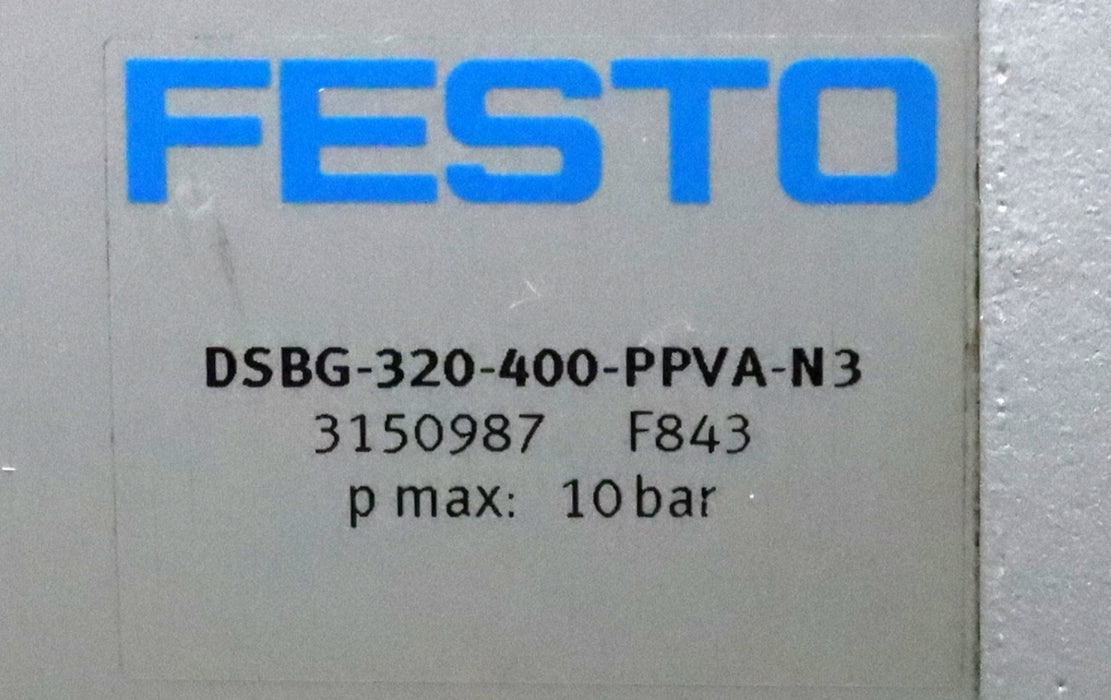 FESTO
DSBG-320-400-PPVA-N3
3150987 F843
p max: 10 bar